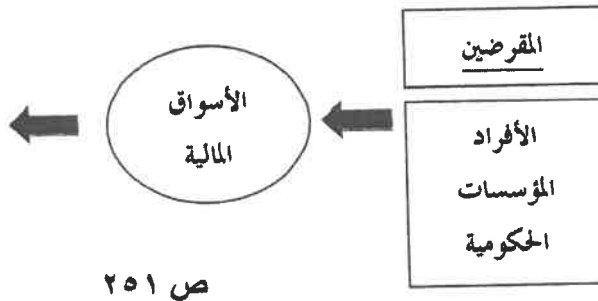 المقرضين
الأفراد
المؤسسات
الحكومية
الأسواق
المالية
ص ٢٥١